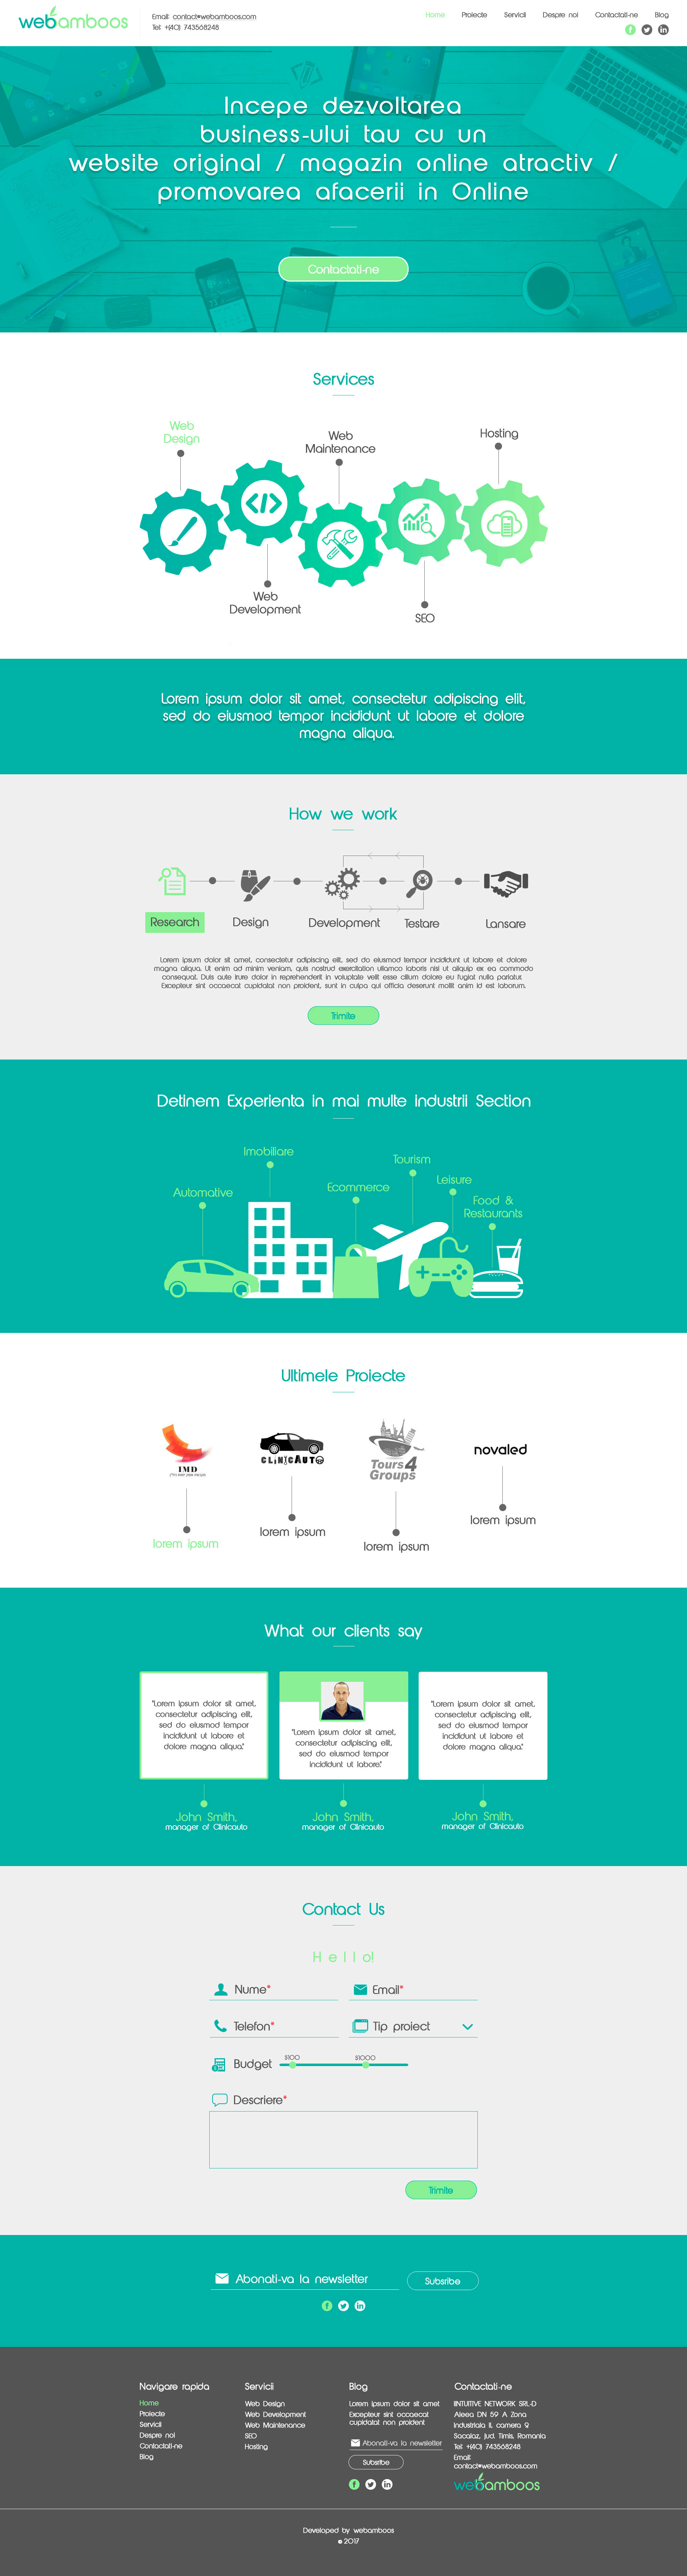 webamboos
Email: contact@webamboos.com
Tel: +(40) 743568248
Home Proiecte Servicii Despre noi Contactati-ne Blog
Incepe dezvoltarea
business-ului tau cu un
website original / magazin online atractiv /
promovarea afacerii in Online
Contactati-ne
Services
Web
Design
Web
Maintenance
Hosting
Web
Development
SEO
Lorem ipsum dolor sit amet, consectetur adipiscing elit,
sed do eiusmod tempor incididunt ut labore et dolore
magna aliqua.
How we work
Research Design Development Testare Lansare
Lorem ipsum dolor sit amet, consectetur adipiscing elit, sed do eiusmod tempor incididunt ut labore et dolore
magna aliqua. Ut enim ad minim veniam, quis nostrud exercitation ullamco laboris nisi ut aliquip ex ea commodo
consequat. Duis aute irure dolor in reprehenderit in voluptate velit esse cillum dolore eu fugiat nulla pariatur.
Excepteur sint occaecat cupidatat non proident, sunt in culpa qui officia deserunt mollit anim id est laborum.
Trimite
Detinem Experienta in mai multe industrii Section
Imobiliare
Tourism
Leisure
Ecommerce
Automative
Food &
Restaurants
Ultimele Proiecte
IMD
CLINICAUTO
Tours4
Groups
novaled
lorem ipsum
lorem ipsum
lorem ipsum
lorem ipsum
What our clients say
"Lorem ipsum dolor sit amet,
consectetur adipiscing elit,
sed do eiusmod tempor
incididunt ut labore et
dolore magna aliqua."
"Lorem ipsum dolor sit amet,
consectetur adipiscing elit,
sed do eiusmod tempor
incididunt ut labore."
"Lorem ipsum dolor sit amet,
consectetur adipiscing elit,
sed do eiusmod tempor
incididunt ut labore et
dolore magna aliqua."
John Smith,
manager of Clinicauto
John Smith,
manager of Clinicauto
John Smith,
manager of Clinicauto
Contact Us
Hello!
Nume* Email*
Telefon* Tip proiect
Budget $100 $1000
Descriere*
Trimite
Abonati-va la newsletter Subsribe
Navigare rapida
Home
Proiecte
Servicii
Despre noi
Contactati-ne
Blog
Servicii
Web Design
Web Development
Web Maintenance
SEO
Hosting
Blog
Lorem ipsum dolor sit amet
Excepteur sint occaecat
cupidatat non proident
Abonati-va la newsletter
Subsribe
Contactati-ne
IINTUITIVE NETWORK SRL-D
Aleea DN 59 A Zona
Industriala II, camera 9
Sacalaz, jud. Timis, Romania
Tel: +(40) 743568248
Email:
contact@webamboos.com
webamboos
Developed by webamboos
© 2017